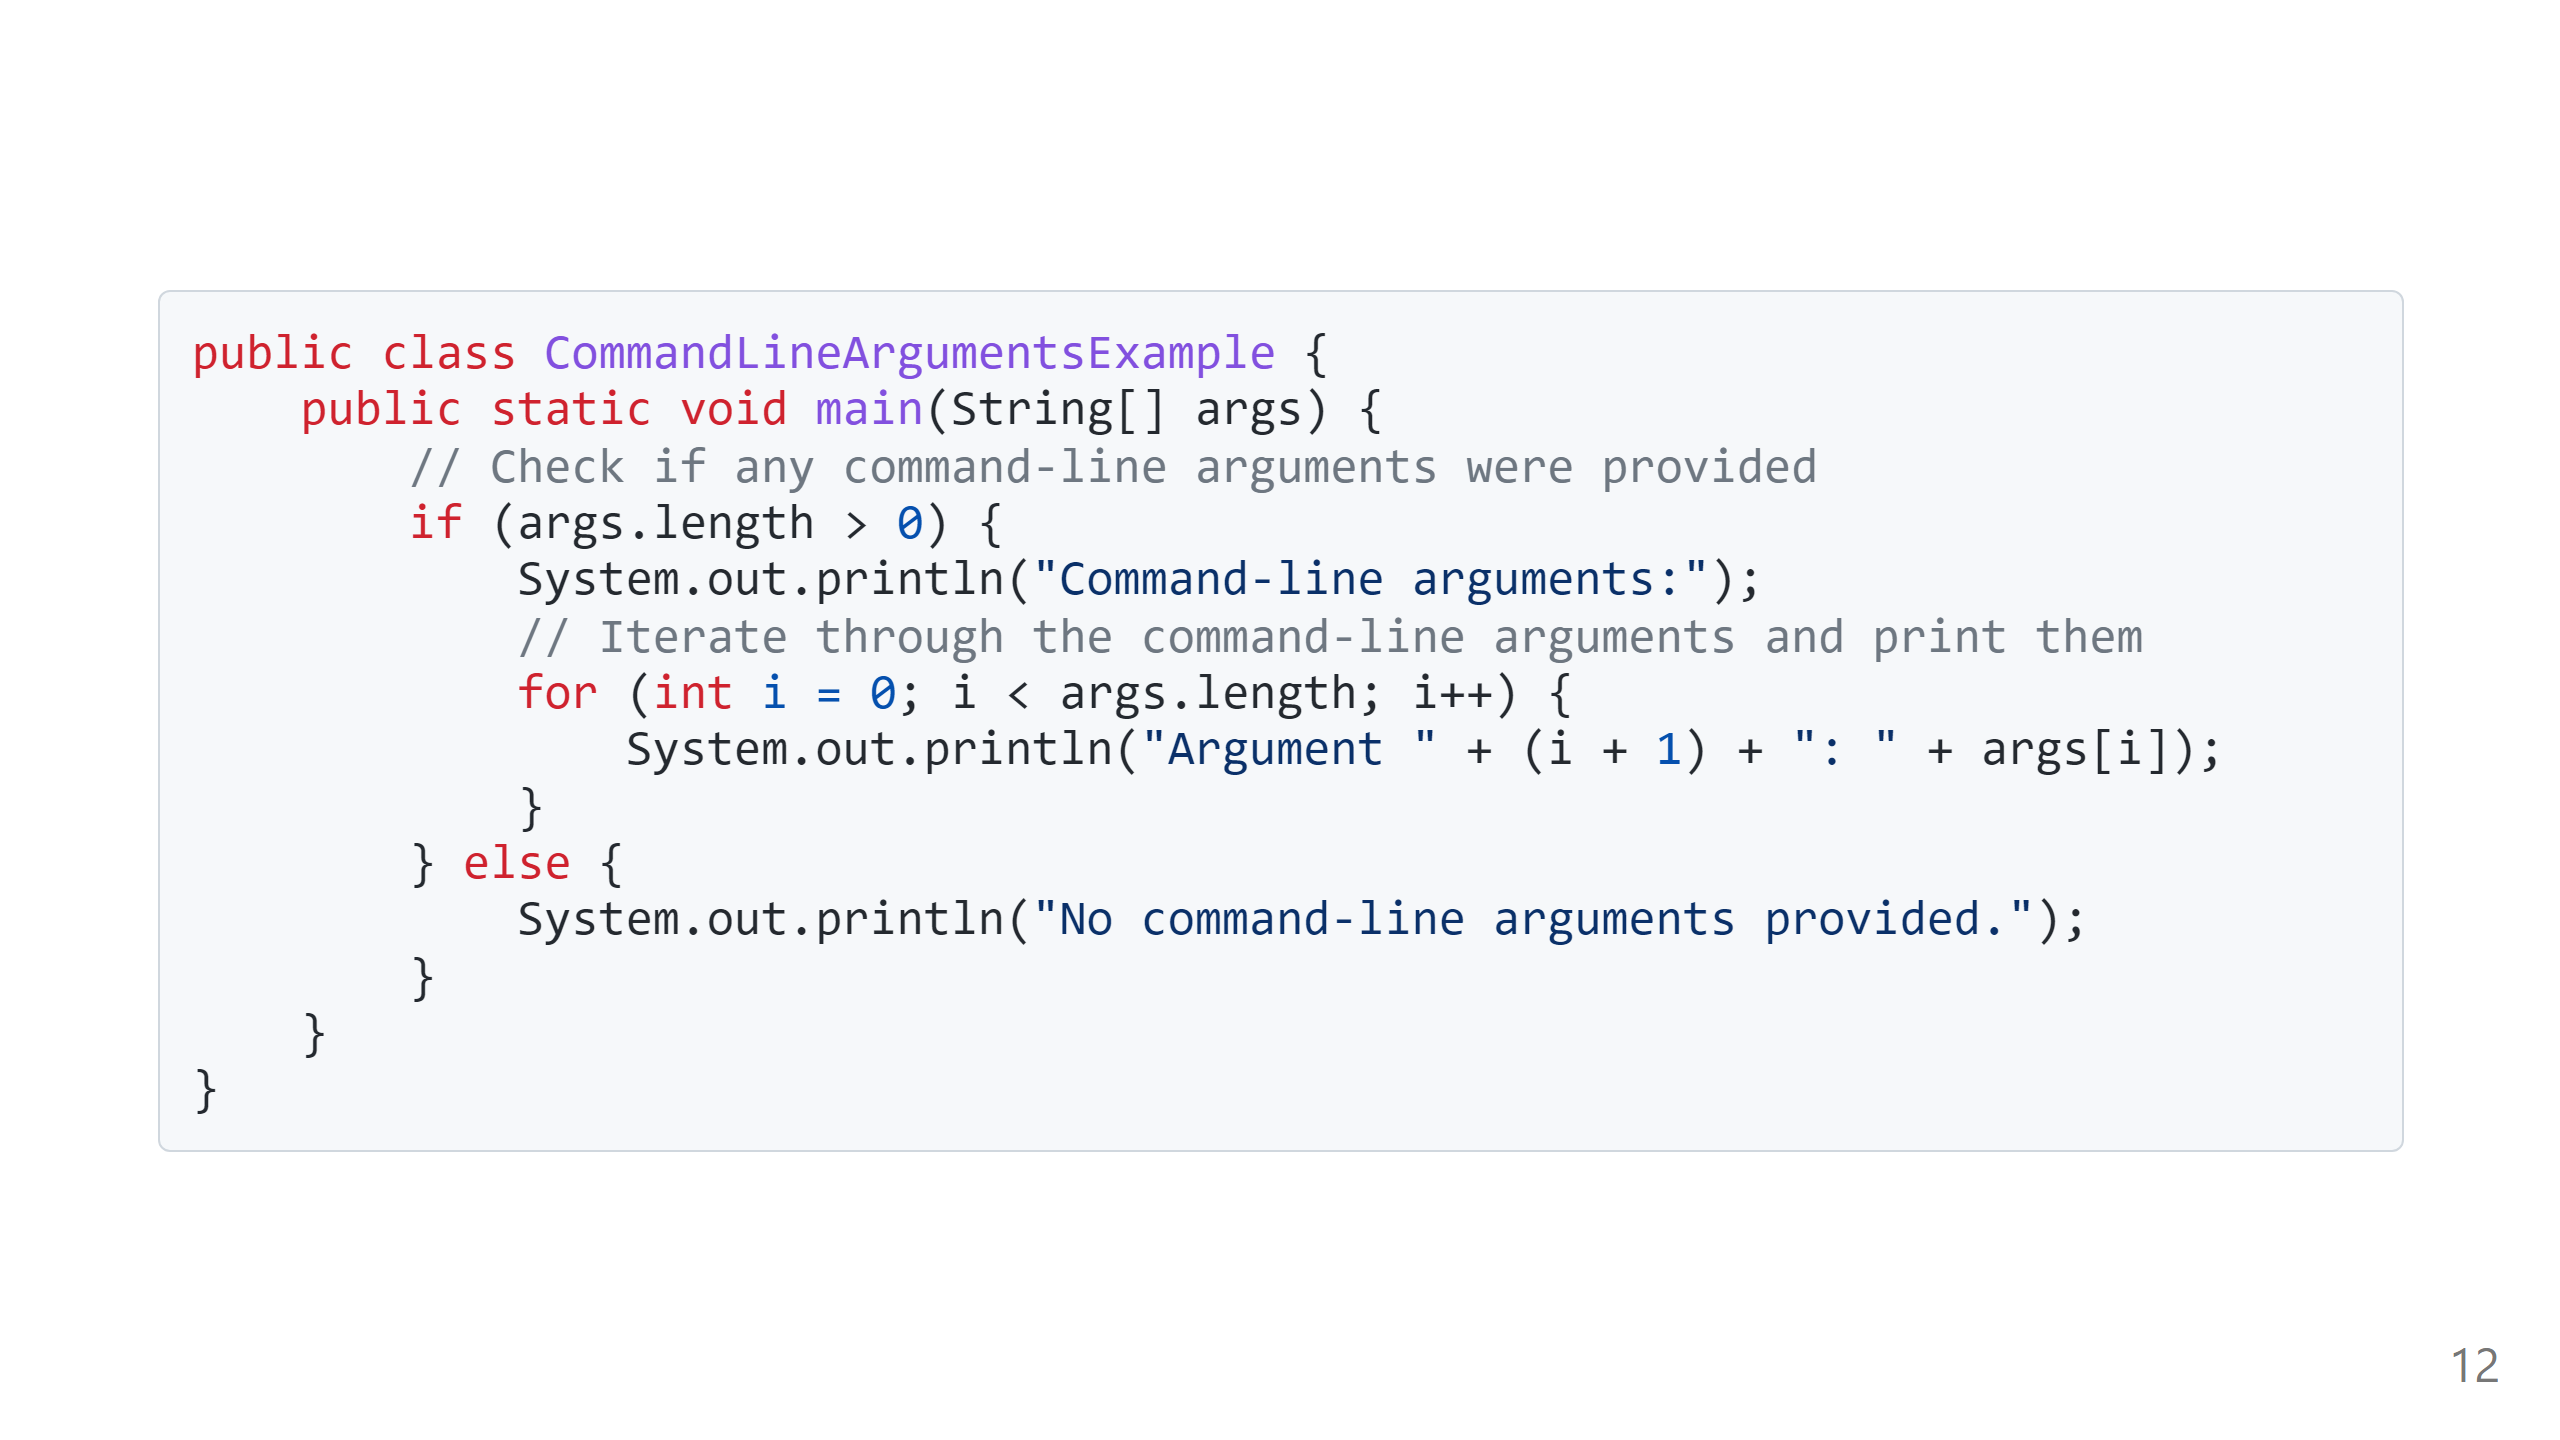 public class CommandLineArgumentsExample {
    public static void main(String[] args) {
        // Check if any command-line arguments were provided
        if (args.length > 0) {
            System.out.println("Command-line arguments:");
            // Iterate through the command-line arguments and print them
            for (int i = 0; i < args.length; i++) {
                System.out.println("Argument " + (i + 1) + ": " + args[i]);
            }
        } else {
            System.out.println("No command-line arguments provided.");
        }
    }
}
12